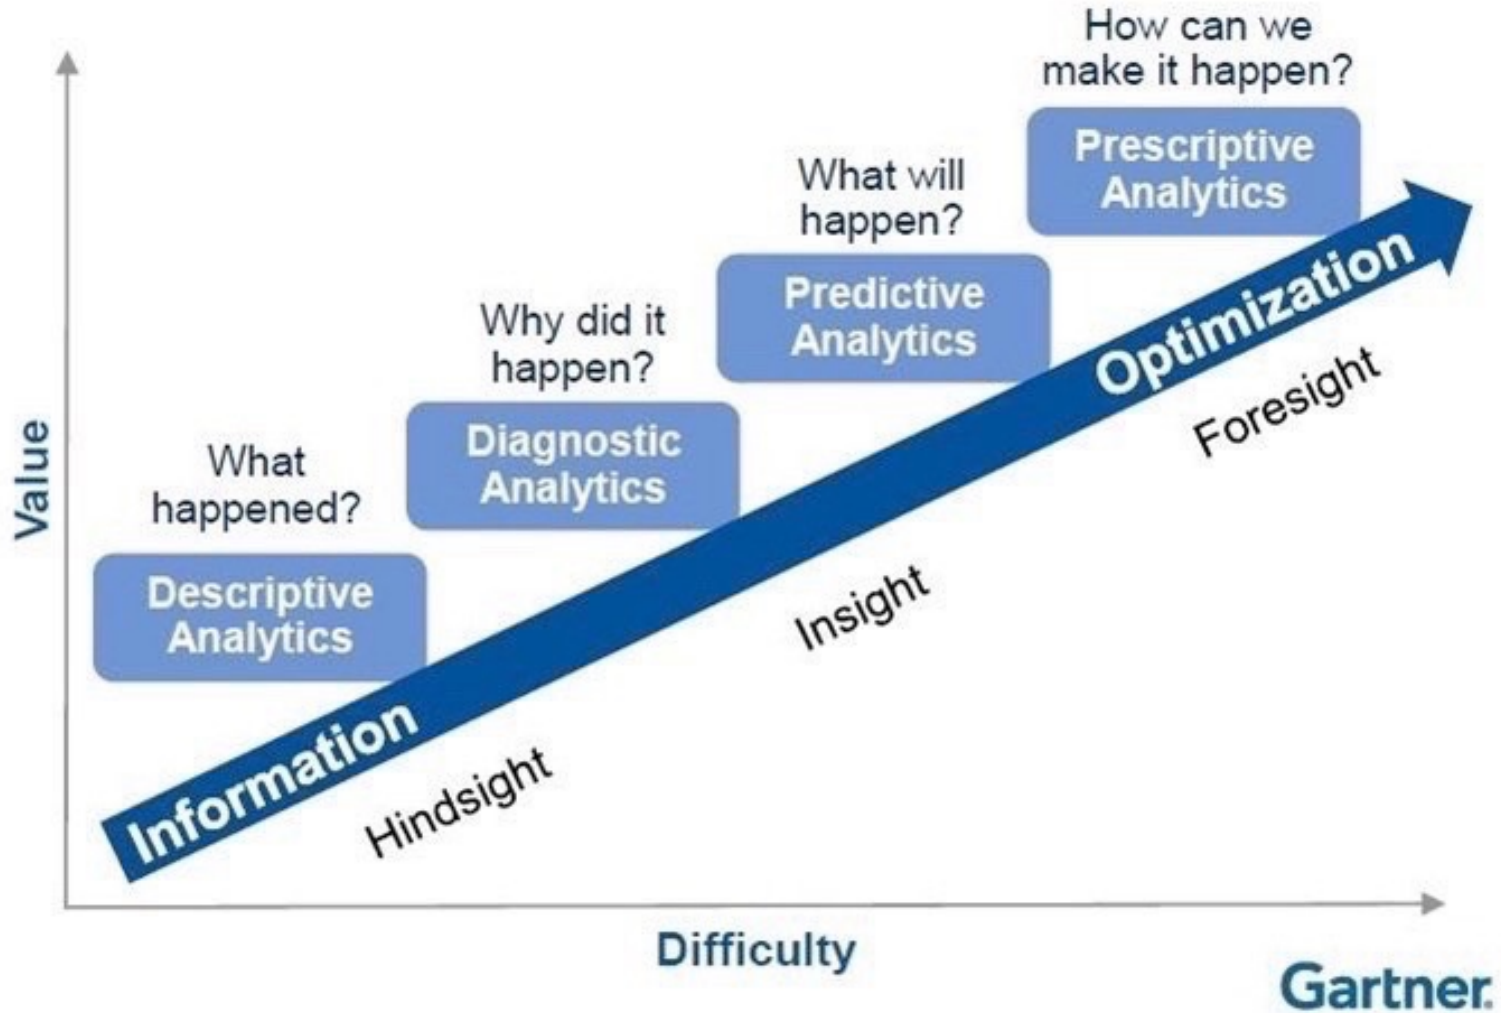 How can we
make it happen?
Prescriptive
Analytics
What will
happen?
Predictive
Analytics
Why did it
happen?
Diagnostic
Analytics
What
happened?
Descriptive
Analytics
Information
Optimization
Hindsight
Insight
Foresight
Value
Difficulty
Gartner.